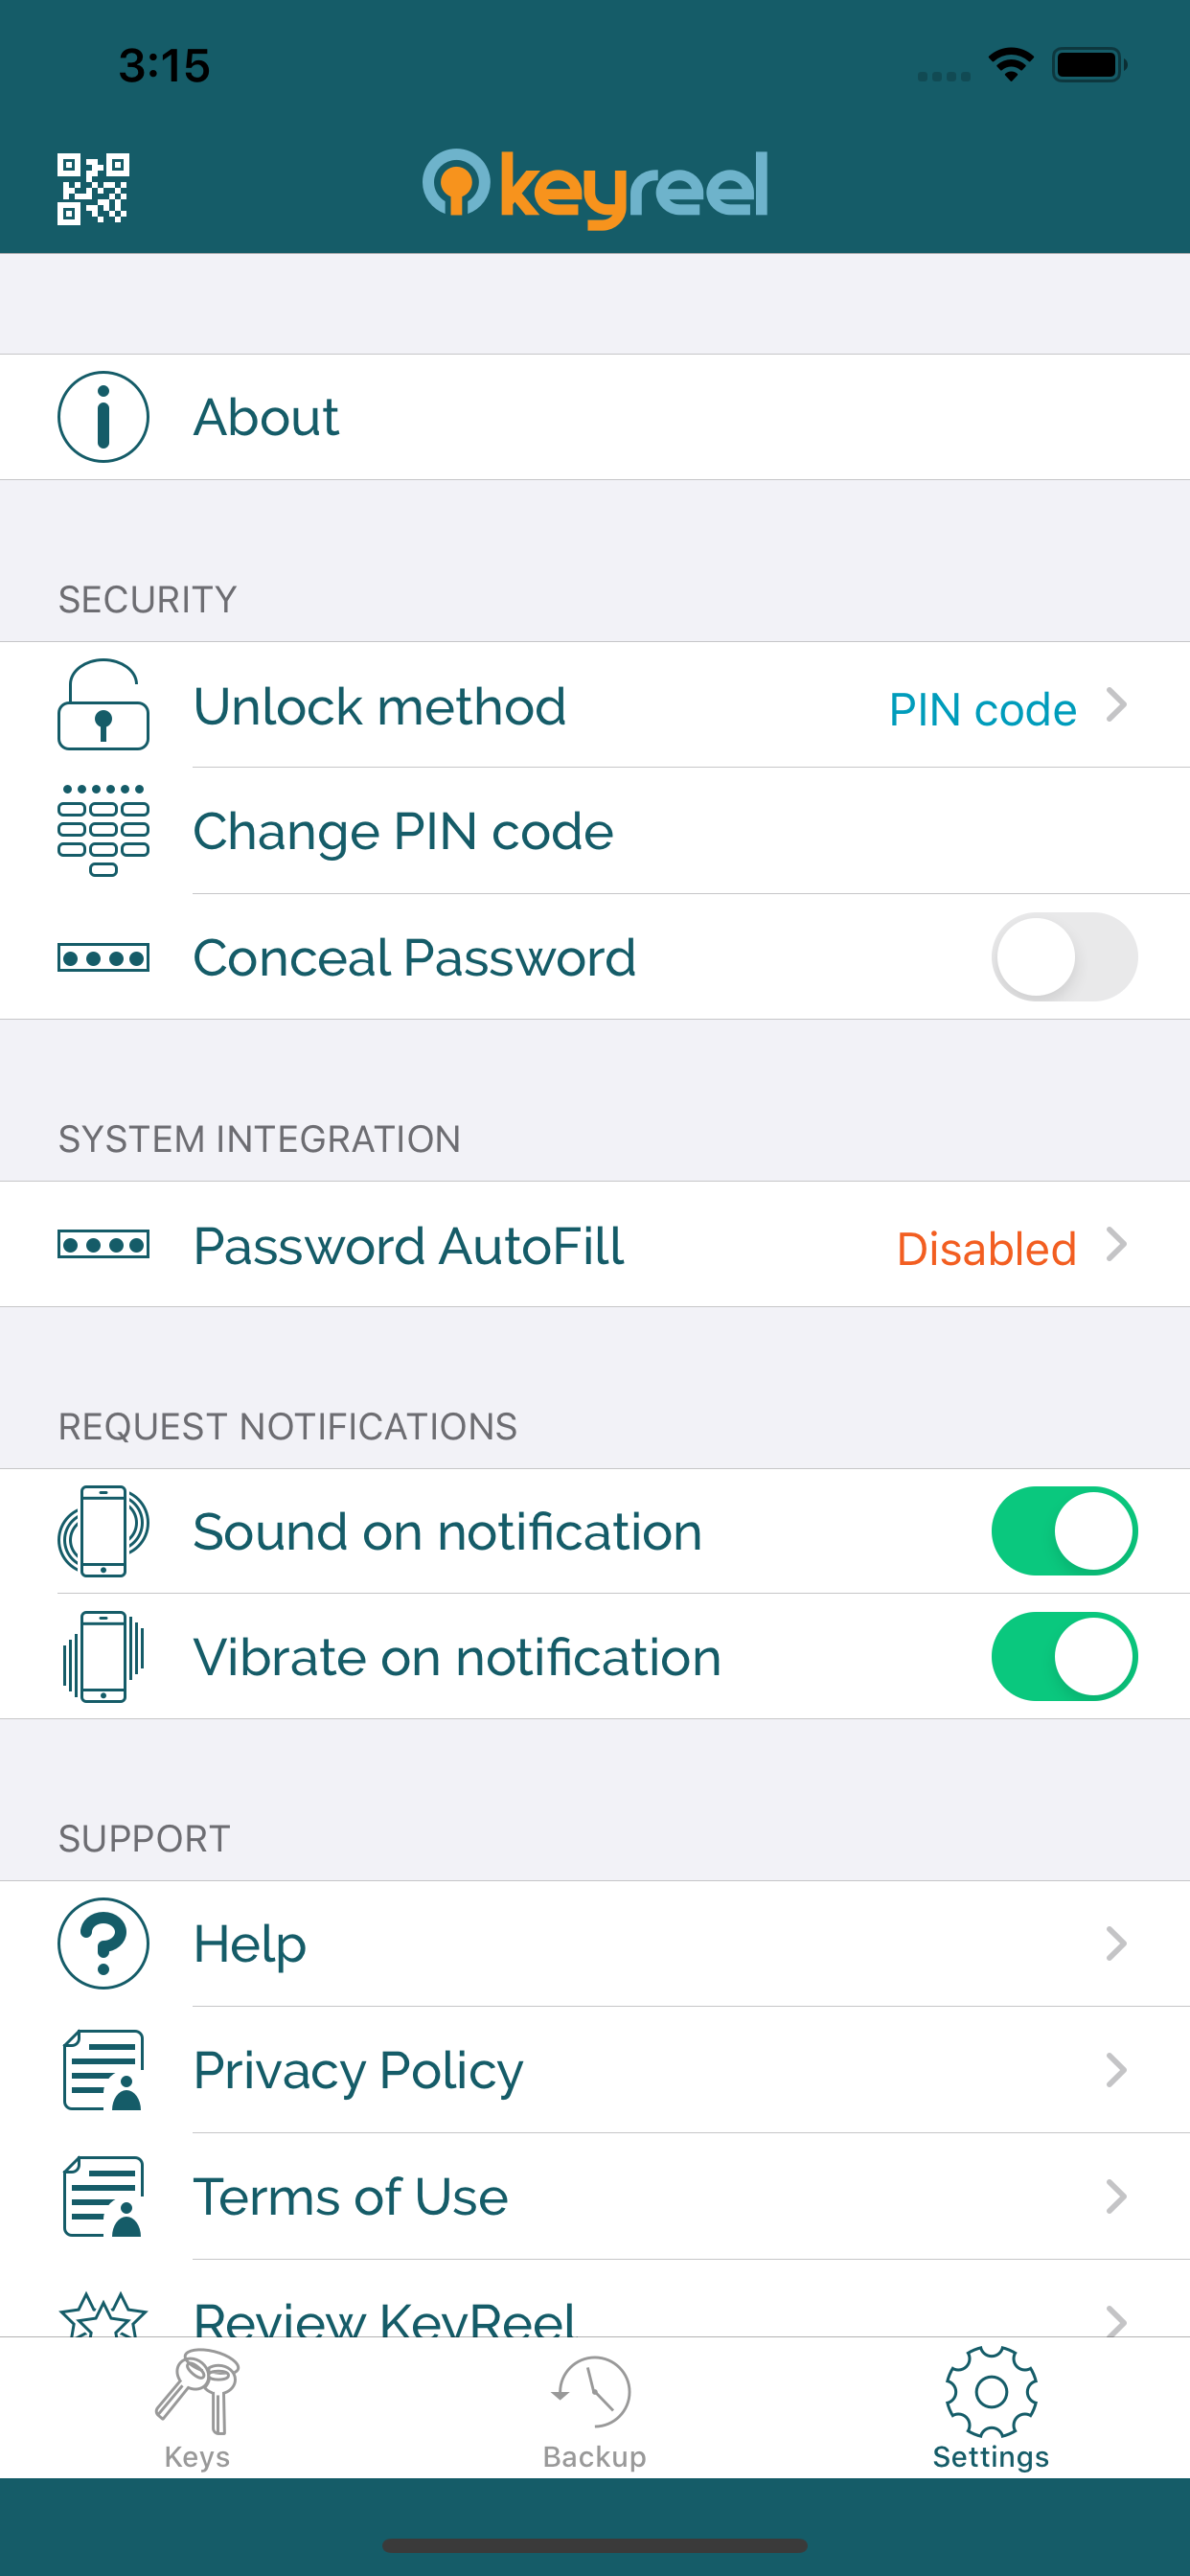 3:15
keyreel
About
SECURITY
Unlock method PIN code
Change PIN code
Conceal Password
SYSTEM INTEGRATION
Password AutoFill Disabled
REQUEST NOTIFICATIONS
Sound on notification
Vibrate on notification
SUPPORT
Help
Privacy Policy
Terms of Use
Review KeyReel
Keys Backup Settings